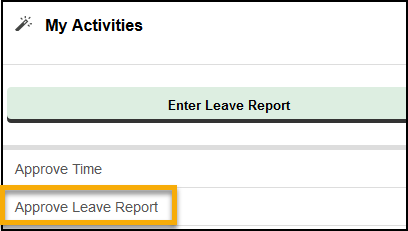 My Activities
Enter Leave Report
Approve Time
Approve Leave Report